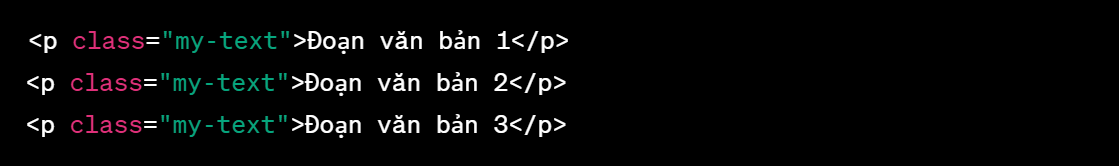 <p class="my-text">Đoạn văn bản 1</p>
<p class="my-text">Đoạn văn bản 2</p>
<p class="my-text">Đoạn văn bản 3</p>